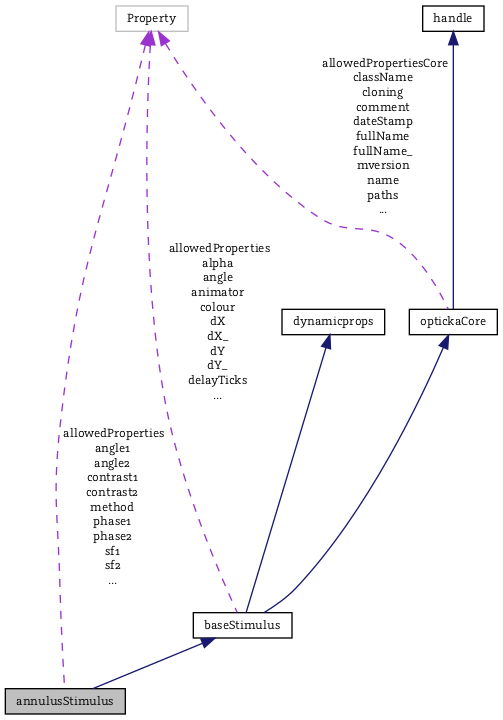 Property
handle
allowedPropertiesCore
className
cloning
comment
dateStamp
fullName
fullName_
mversion
name
paths
...
allowedProperties
alpha
angle
animator
colour
dX
dX_
dY
dY_
delayTicks
...
dynamicprops
optickaCore
allowedProperties
angle1
angle2
contrast1
contrast2
method
phase1
phase2
sf1
sf2
...
baseStimulus
annulusStimulus